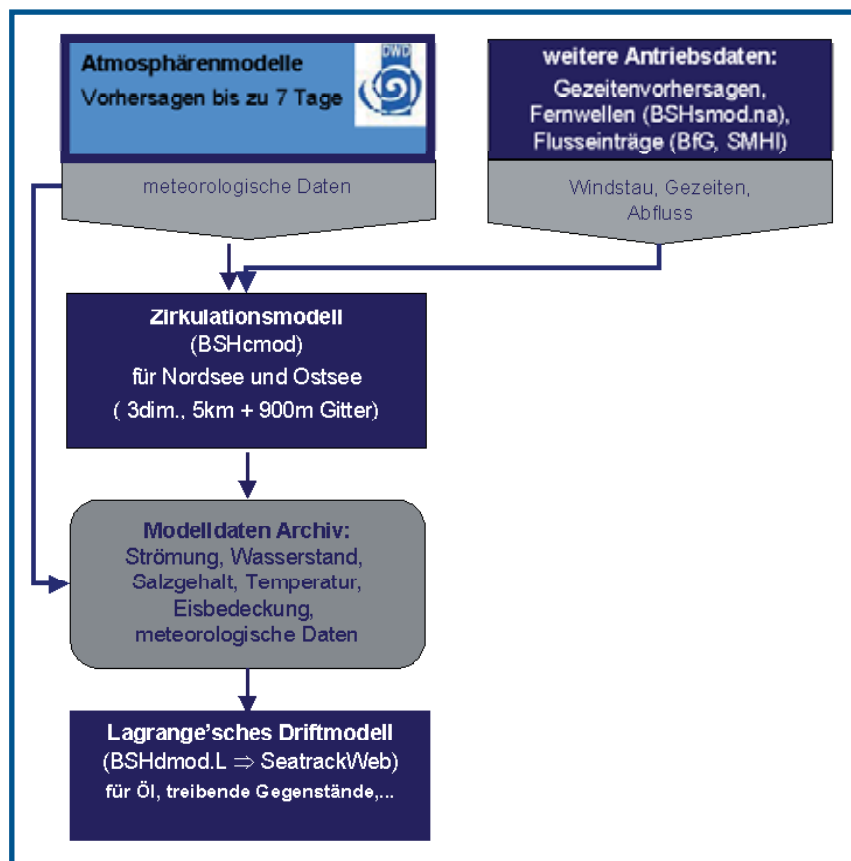 Atmosphärenmodelle
Vorhersagen bis zu 7 Tage
DWD
meteorologische Daten
weitere Antriebsdaten:
Gezeitenvorhersagen,
Fernwellen (BSHsmod.na),
Flusseinträge (BfG, SMHI)
Windstau, Gezeiten,
Abfluss
Zirkulationsmodell
(BSHcmod)
für Nordsee und Ostsee
( 3dim., 5km + 900m Gitter)
Modelldaten Archiv:
Strömung, Wasserstand,
Salzgehalt, Temperatur,
Eisbedeckung,
meteorologische Daten
Lagrange'sches Driftmodell
(BSHdmod.L ⇒ SeatrackWeb)
für Öl, treibende Gegenstände,...